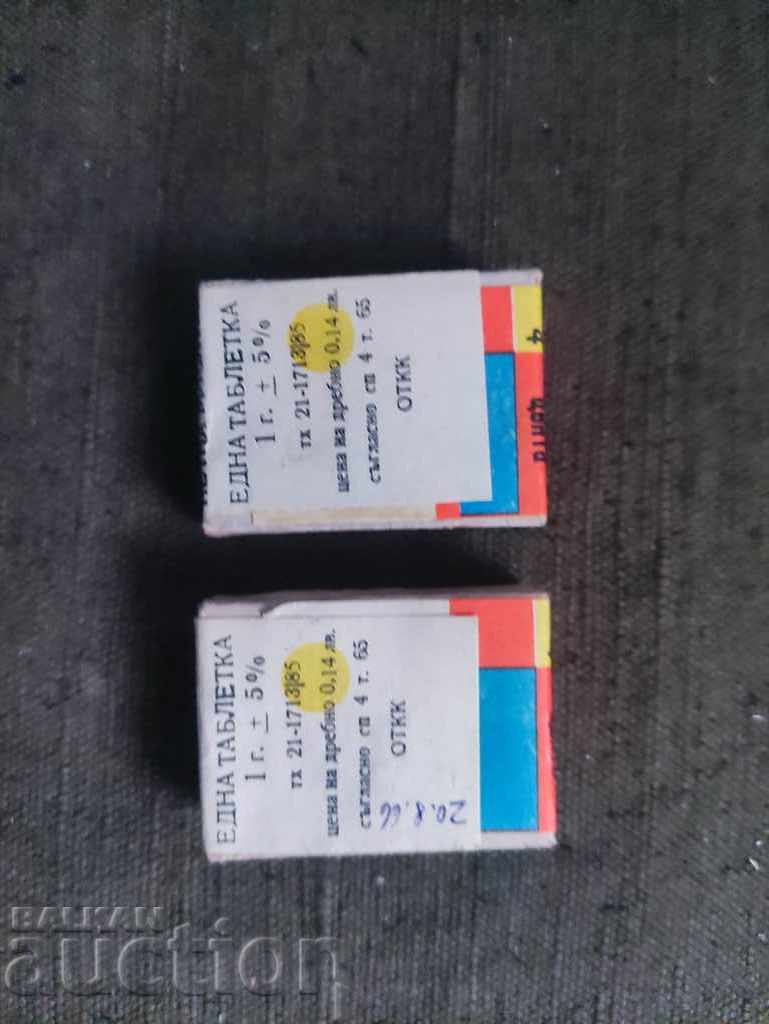 ЕДНА ТАБЛЕТКА
1 г. ± 5%
тх 21-1713|85
цена на дребно 0.14 лв.
съгласно сп 4 т. 65
ОТКК
ЕДНА ТАБЛЕТКА
1 г. ± 5%
тх 21-1713|85
цена на дребно 0.14 лв.
съгласно сп 4 т. 65
ОТКК
20.8.66
BALKAN
auction